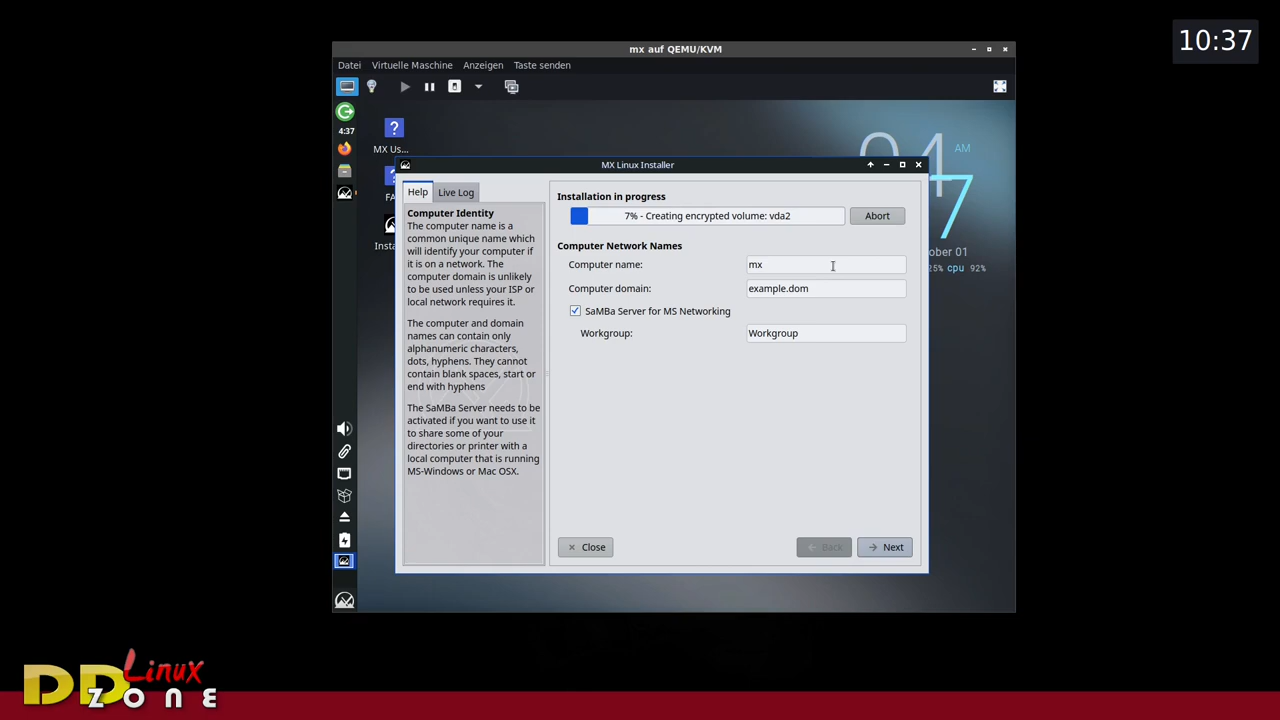 10:37
mx auf QEMU/KVM
Datei Virtuelle Maschine Anzeigen Taste senden
4:37
MX Us...
FA
Insta
04 AM
7
ober 01
25% cpu 92%
MX Linux Installer
Help Live Log
Computer Identity
The computer name is a
common unique name which
will identify your computer if
it is on a network. The
computer domain is unlikely
to be used unless your ISP or
local network requires it.
The computer and domain
names can contain only
alphanumeric characters,
dots, hyphens. They cannot
contain blank spaces, start or
end with hyphens
The SaMBa Server needs to be
activated if you want to use it
to share some of your
directories or printer with a
local computer that is running
MS-Windows or Mac OSX.
Installation in progress
7% - Creating encrypted volume: vda2 Abort
Computer Network Names
Computer name: mx
Computer domain: example.dom
SaMBa Server for MS Networking
Workgroup: Workgroup
Close Back Next
DD Linux
ZONE